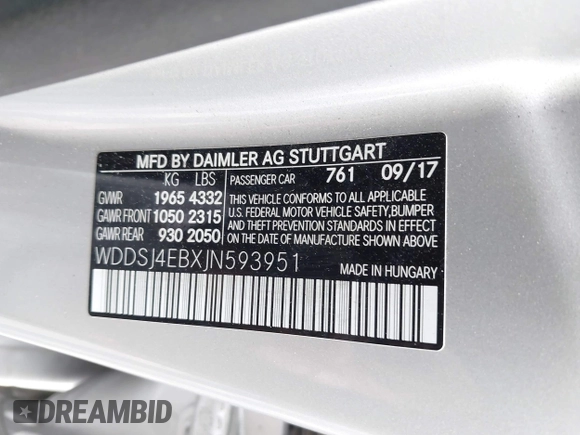 MFD BY DAIMLER AG STUTTGART
KG LBS PASSENGER CAR 761 09/17
GVWR 1965 4332
GAWR FRONT 1050 2315
GAWR REAR 930 2050
THIS VEHICLE CONFORMS TO ALL APPLICABLE
U.S. FEDERAL MOTOR VEHICLE SAFETY, BUMPER
AND THEFT PREVENTION STANDARDS IN EFFECT
ON THE DATE OF MANUFACTURE SHOWN ABOVE.
WDDSJ4EBXJN593951
MADE IN HUNGARY
DREAMBID